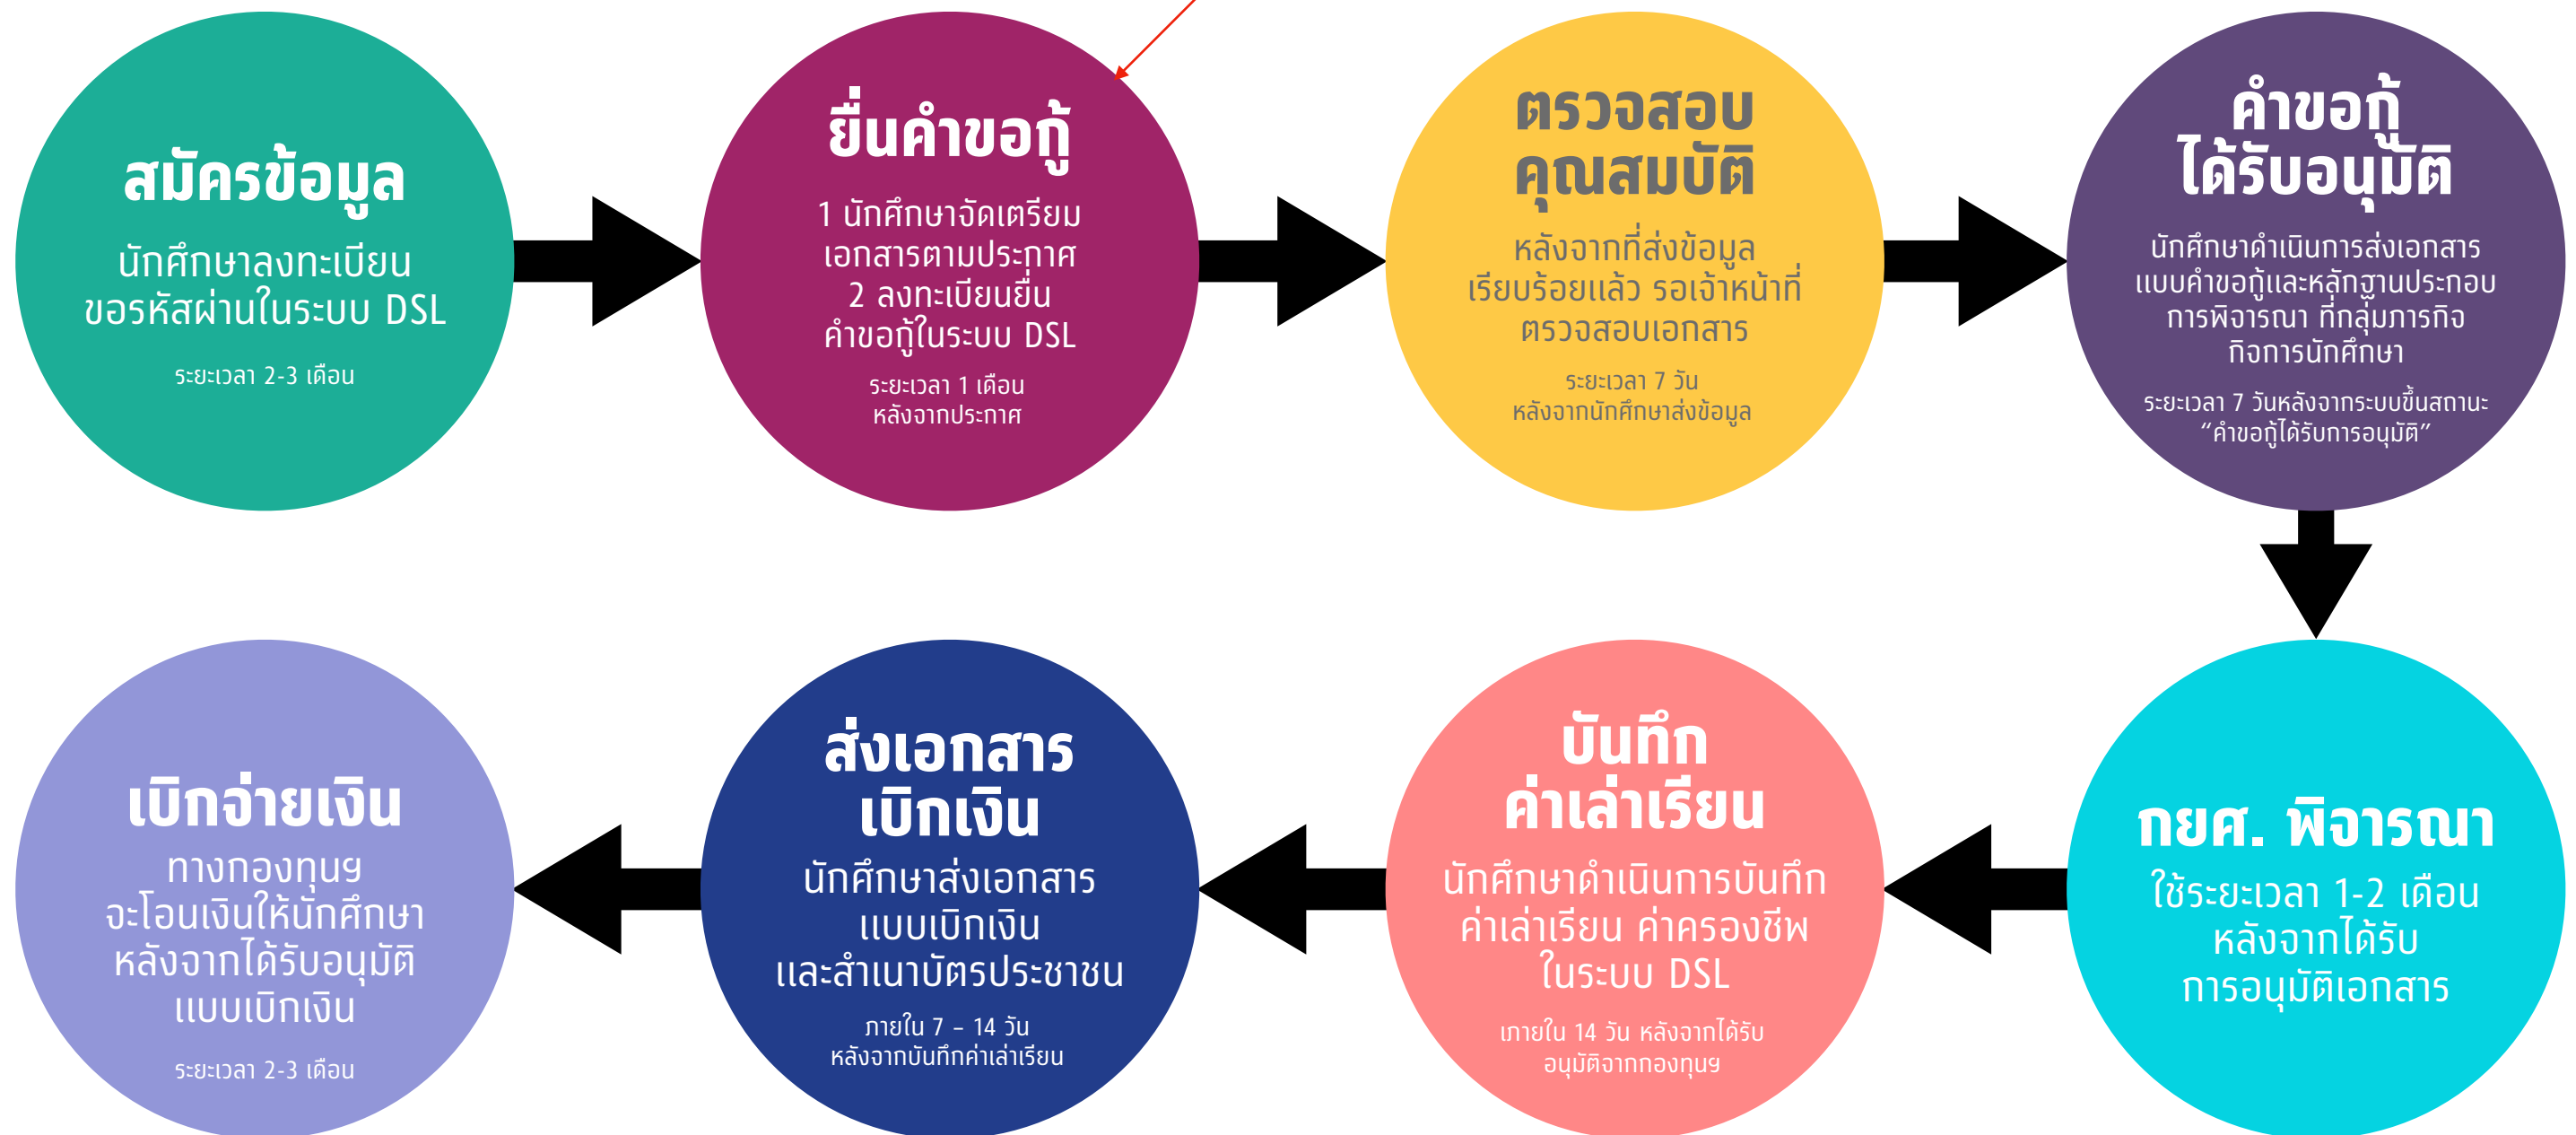 สมัครข้อมูล
นักศึกษาลงทะเบียน
ขอรหัสผ่านในระบบ DSL
ระยะเวลา 2-3 เดือน
ยื่นคำขอกู้
1 นักศึกษาจัดเตรียม
เอกสารตามประกาศ
2 ลงทะเบียนยื่น
คำขอกู้ในระบบ DSL
ระยะเวลา 1 เดือน
หลังจากประกาศ
ตรวจสอบ
คุณสมบัติ
หลังจากที่ส่งข้อมูล
เรียบร้อยแล้ว รอเจ้าหน้าที่
ตรวจสอบเอกสาร
ระยะเวลา 7 วัน
หลังจากนักศึกษาส่งข้อมูล
คำขอกู้
ได้รับอนุมัติ
นักศึกษาดำเนินการส่งเอกสาร
แบบคำขอกู้และหลักฐานประกอบ
การพิจารณา ที่กลุ่มภารกิจ
กิจการนักศึกษา
ระยะเวลา 7 วันหลังจากระบบขึ้นสถานะ
“คำขอกู้ได้รับการอนุมัติ”
กยศ. พิจารณา
ใช้ระยะเวลา 1-2 เดือน
หลังจากได้รับ
การอนุมัติเอกสาร
บันทึก
ค่าเล่าเรียน
นักศึกษาดำเนินการบันทึก
ค่าเล่าเรียน ค่าครองชีพ
ในระบบ DSL
เภายใน 14 วัน หลังจากได้รับ
อนุมัติจากกองทุนฯ
ส่งเอกสาร
เบิกเงิน
นักศึกษาส่งเอกสาร
แบบเบิกเงิน
และสำเนาบัตรประชาชน
ภายใน 7 – 14 วัน
หลังจากบันทึกค่าเล่าเรียน
เบิกจ่ายเงิน
ทางกองทุนฯ
จะโอนเงินให้นักศึกษา
หลังจากได้รับอนุมัติ
แบบเบิกเงิน
ระยะเวลา 2-3 เดือน